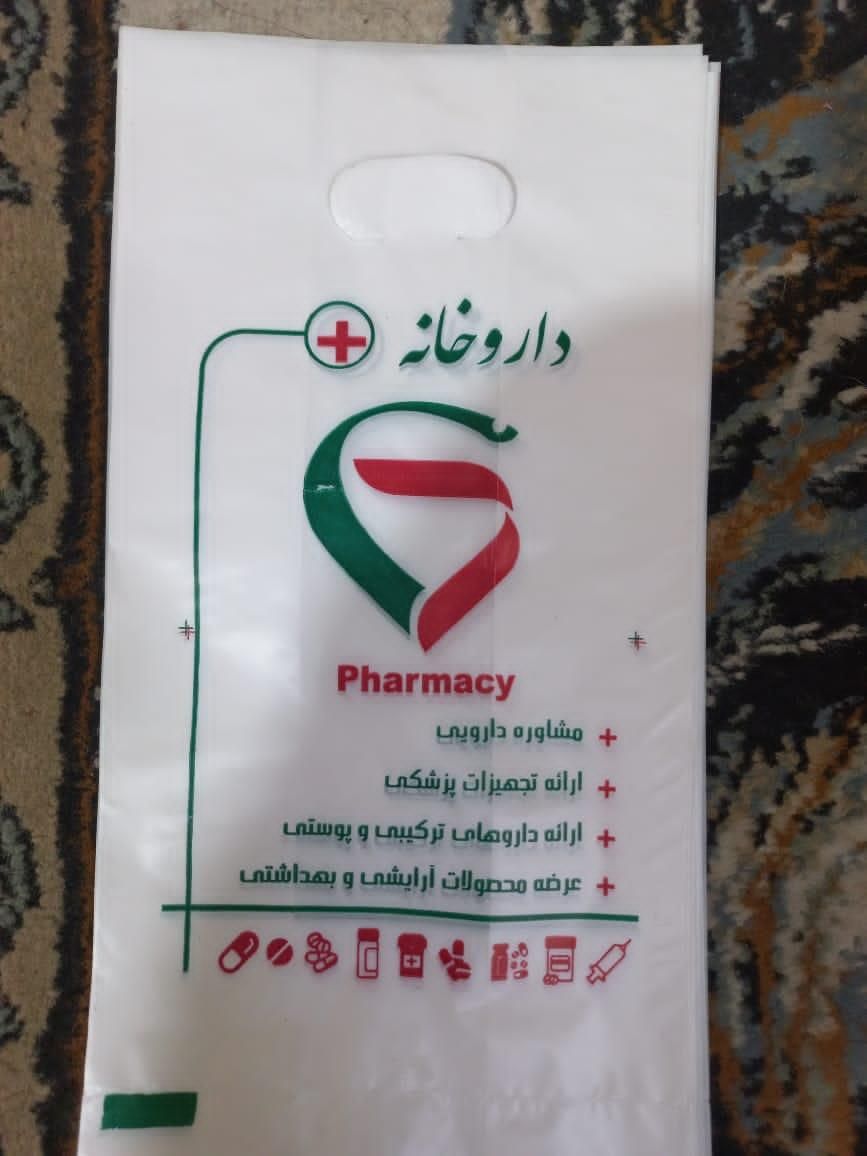 داروخانه
Pharmacy
مشاوره دارویی
ارائه تجهیزات پزشکی
ارائه داروهای ترکیبی و پوستی
عرضه محصولات آرایشی و بهداشتی